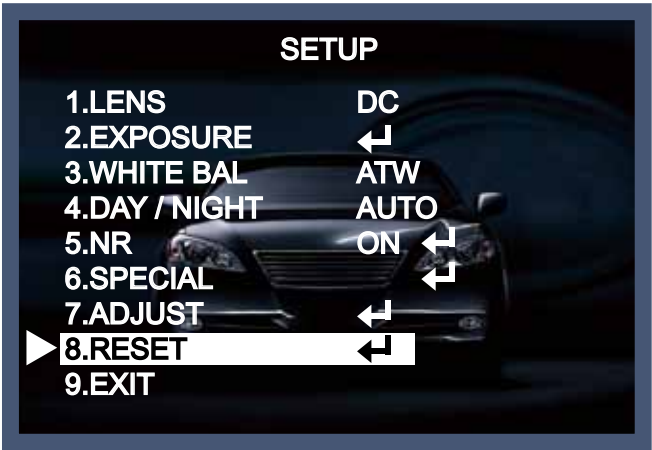 SETUP
1.LENS DC
2.EXPOSURE ↵
3.WHITE BAL ATW
4.DAY / NIGHT AUTO
5.NR ON ↵
6.SPECIAL ↵
7.ADJUST ↵
8.RESET ↵
9.EXIT